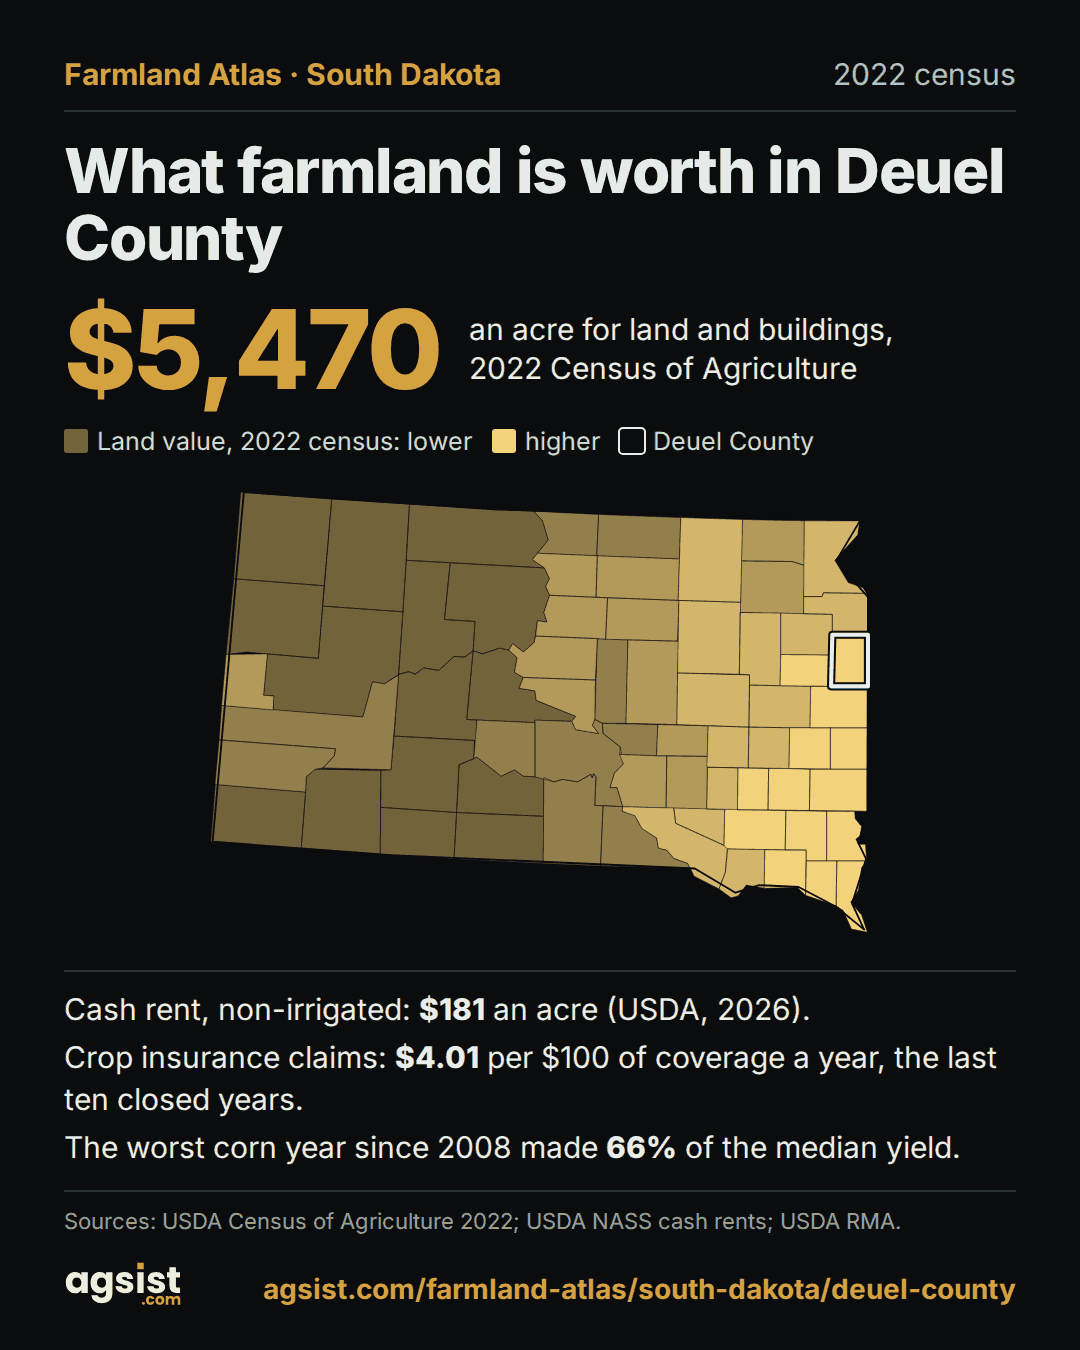 Farmland Atlas · South Dakota
2022 census
What farmland is worth in Deuel
County
$5,470
an acre for land and buildings,
2022 Census of Agriculture
Land value, 2022 census: lower
higher
Deuel County
Cash rent, non-irrigated: $181 an acre (USDA, 2026).
Crop insurance claims: $4.01 per $100 of coverage a year, the last
ten closed years.
The worst corn year since 2008 made 66% of the median yield.
Sources: USDA Census of Agriculture 2022; USDA NASS cash rents; USDA RMA.
agsist
.com
agsist.com/farmland-atlas/south-dakota/deuel-county